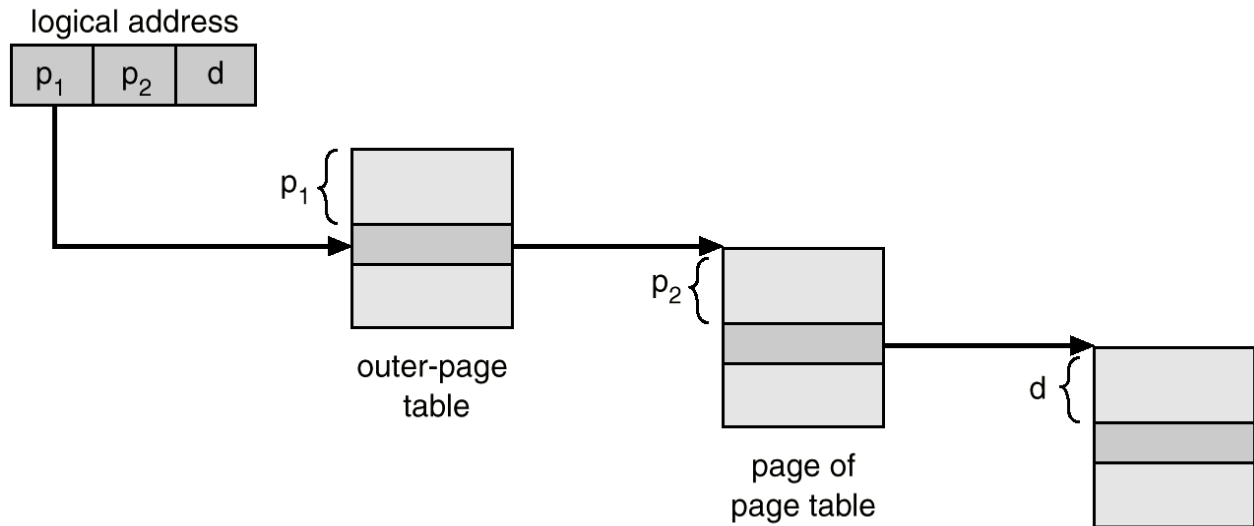 logical address
p₁ p₂ d
p₁
outer-page
table
p₂
page of
page table
d